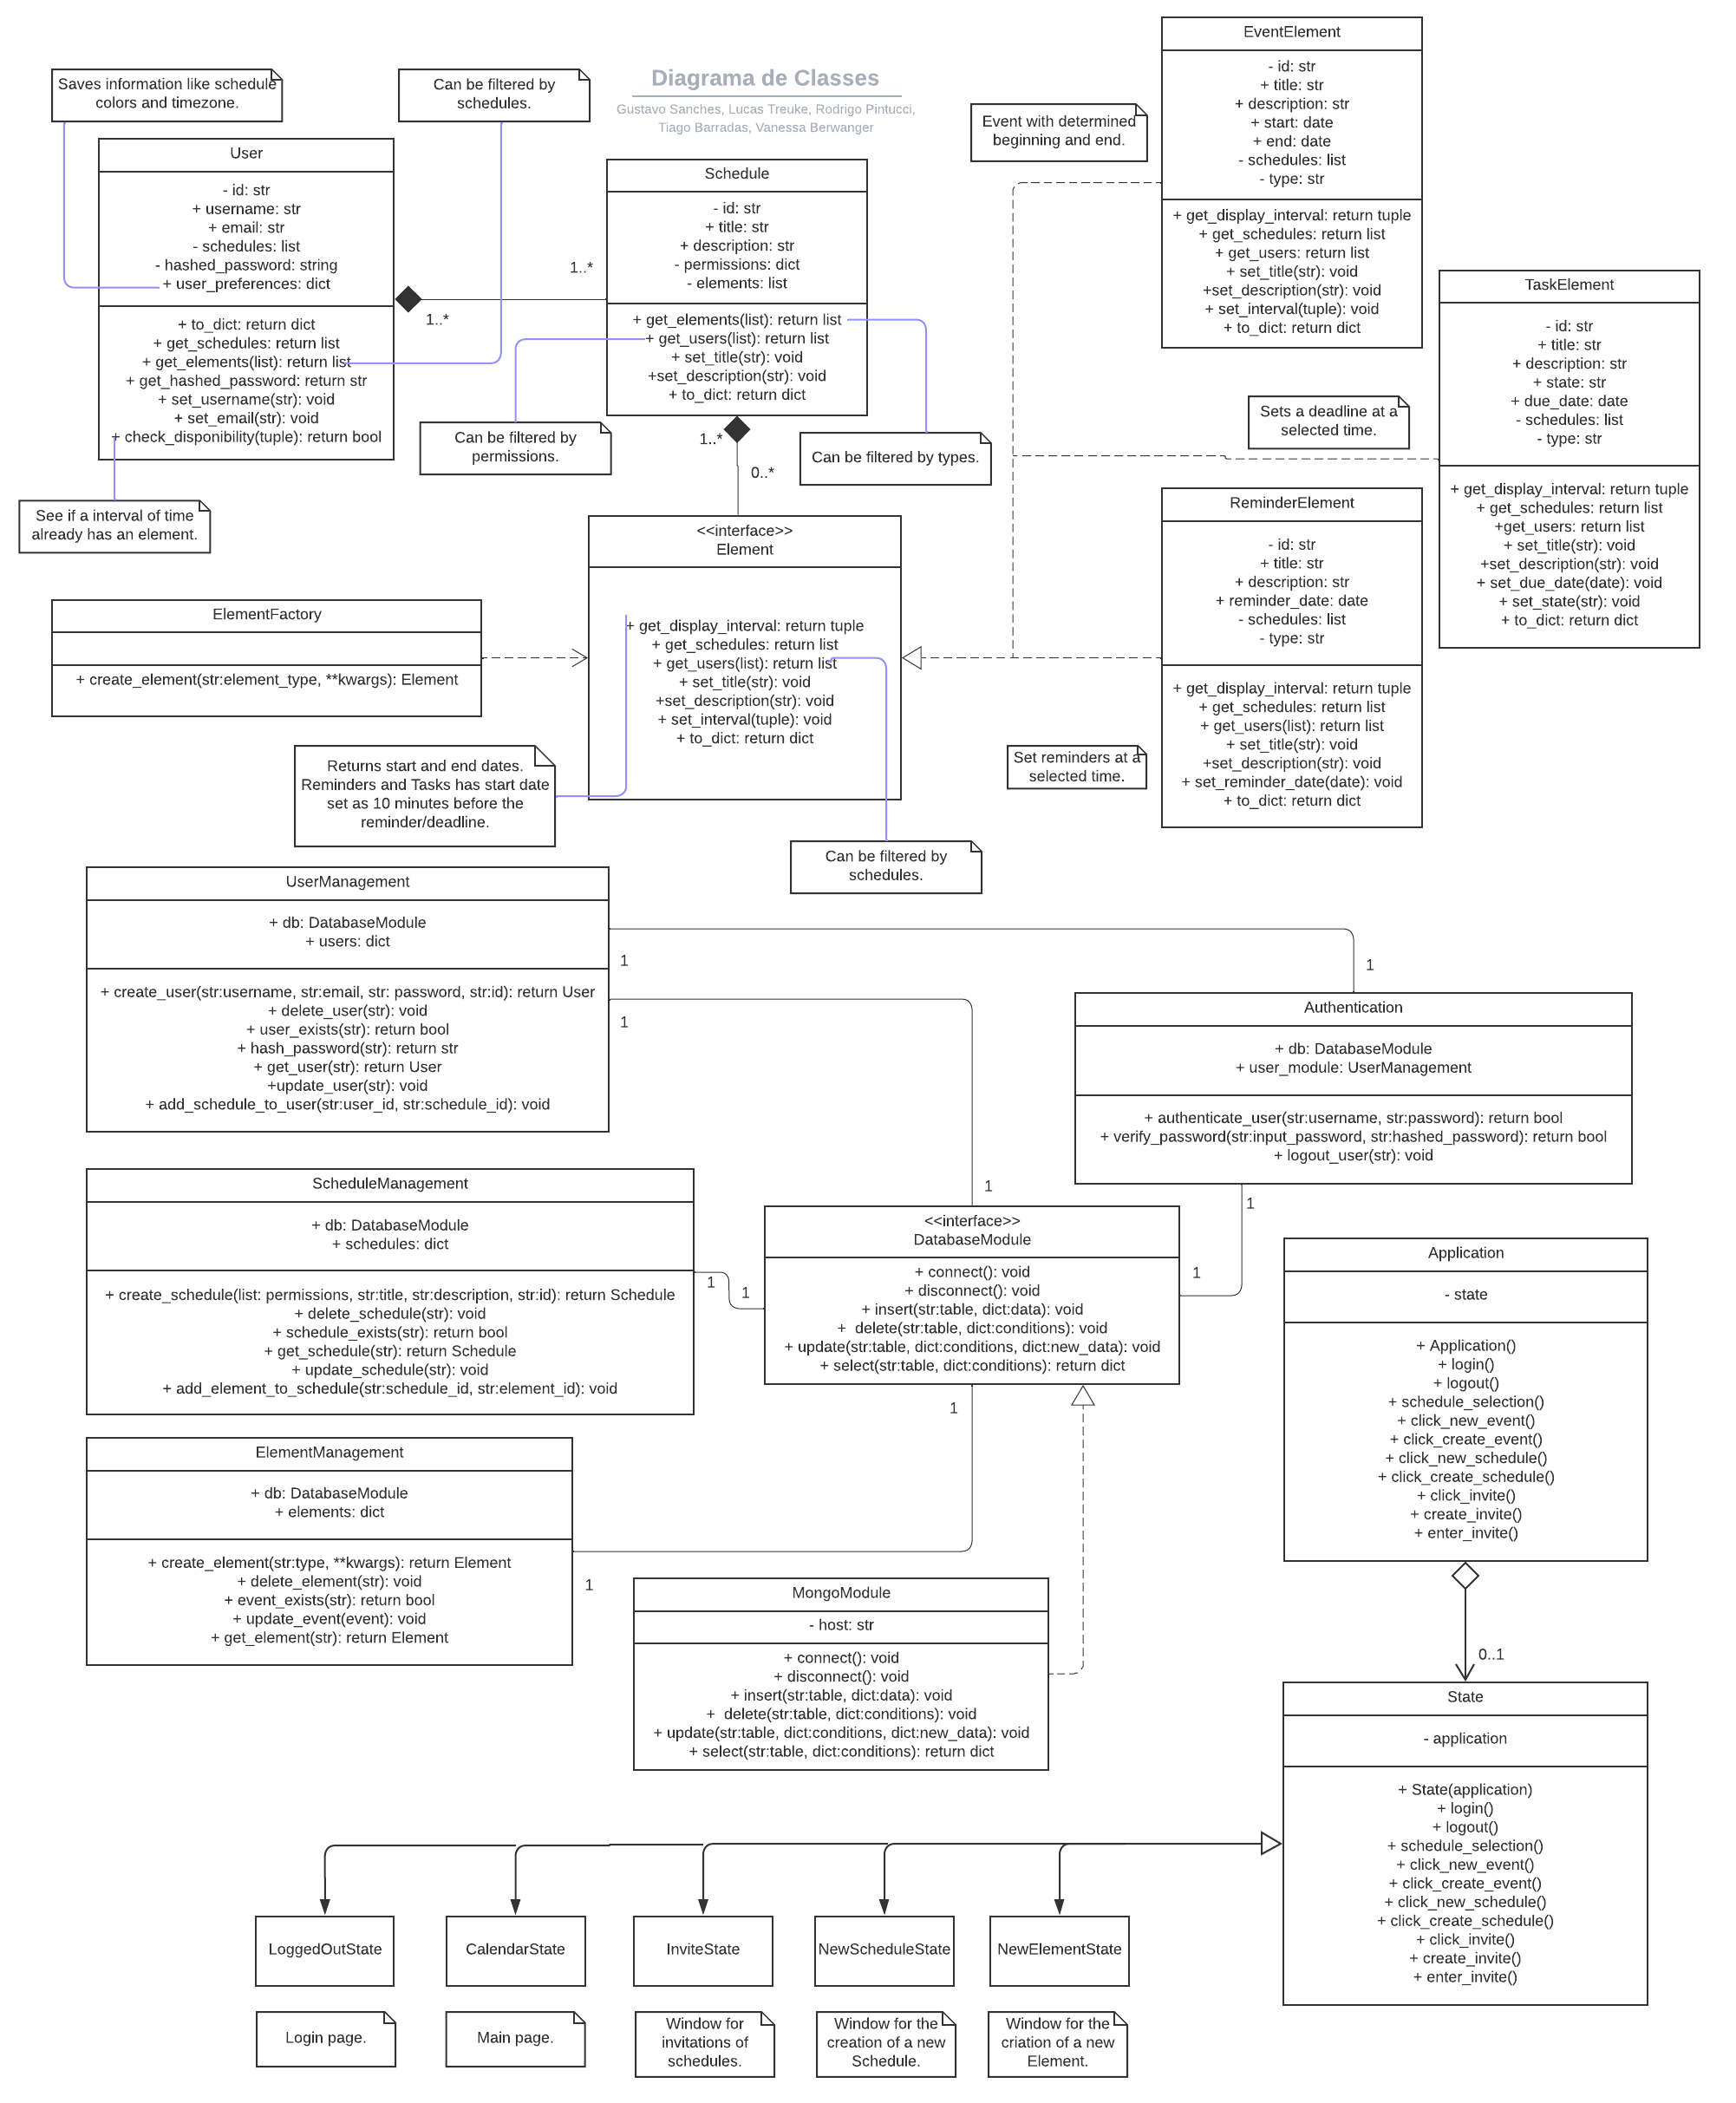 Diagrama de Classes
Gustavo Sanches, Lucas Treuke, Rodrigo Pintucci,
Tiago Barradas, Vanessa Berwanger
Saves information like schedule
colors and timezone.
Can be filtered by
schedules.
User
- id: str
+ username: str
+ email: str
- schedules: list
- hashed_password: string
+ user_preferences: dict
+ to_dict: return dict
+ get_schedules: return list
+ get_elements(list): return list
+ get_hashed_password: return str
+ set_username(str): void
+ set_email(str): void
+ check_disponibility(tuple): return bool
1..*
1..*
See if a interval of time
already has an element.
Schedule
- id: str
+ title: str
+ description: str
- permissions: dict
- elements: list
+ get_elements(list): return list
+ get_users(list): return list
+ set_title(str): void
+set_description(str): void
+ to_dict: return dict
Can be filtered by
permissions.
1..*
0..*
Can be filtered by types.
Event with determined
beginning and end.
EventElement
- id: str
+ title: str
+ description: str
+ start: date
+ end: date
- schedules: list
- type: str
+ get_display_interval: return tuple
+ get_schedules: return list
+ get_users: return list
+ set_title(str): void
+set_description(str): void
+ set_interval(tuple): void
+ to_dict: return dict
TaskElement
- id: str
+ title: str
+ description: str
+ state: str
+ due_date: date
- schedules: list
- type: str
+ get_display_interval: return tuple
+ get_schedules: return list
+get_users: return list
+ set_title(str): void
+set_description(str): void
+ set_due_date(date): void
+ set_state(str): void
+ to_dict: return dict
Sets a deadline at a
selected time.
ReminderElement
- id: str
+ title: str
+ description: str
+ reminder_date: date
- schedules: list
- type: str
+ get_display_interval: return tuple
+ get_schedules: return list
+ get_users(list): return list
+ set_title(str): void
+set_description(str): void
+ set_reminder_date(date): void
+ to_dict: return dict
Set reminders at a
selected time.
<<interface>>
Element
+ get_display_interval: return tuple
+ get_schedules: return list
+ get_users(list): return list
+ set_title(str): void
+set_description(str): void
+ set_interval(tuple): void
+ to_dict: return dict
ElementFactory
+ create_element(str:element_type, **kwargs): Element
Returns start and end dates.
Reminders and Tasks has start date
set as 10 minutes before the
reminder/deadline.
Can be filtered by
schedules.
UserManagement
+ db: DatabaseModule
+ users: dict
+ create_user(str:username, str:email, str: password, str:id): return User
+ delete_user(str): void
+ user_exists(str): return bool
+ hash_password(str): return str
+ get_user(str): return User
+update_user(str): void
+ add_schedule_to_user(str:user_id, str:schedule_id): void
1
1
1
Authentication
+ db: DatabaseModule
+ user_module: UserManagement
+ authenticate_user(str:username, str:password): return bool
+ verify_password(str:input_password, str:hashed_password): return bool
+ logout_user(str): void
1
1
1
ScheduleManagement
+ db: DatabaseModule
+ schedules: dict
+ create_schedule(list: permissions, str:title, str:description, str:id): return Schedule
+ delete_schedule(str): void
+ schedule_exists(str): return bool
+ get_schedule(str): return Schedule
+ update_schedule(str): void
+ add_element_to_schedule(str:schedule_id, str:element_id): void
1
1
<<interface>>
DatabaseModule
+ connect(): void
+ disconnect(): void
+ insert(str:table, dict:data): void
+  delete(str:table, dict:conditions): void
+ update(str:table, dict:conditions, dict:new_data): void
+ select(str:table, dict:conditions): return dict
1
ElementManagement
+ db: DatabaseModule
+ elements: dict
+ create_element(str:type, **kwargs): return Element
+ delete_element(str): void
+ event_exists(str): return bool
+ update_event(event): void
+ get_element(str): return Element
1
MongoModule
- host: str
+ connect(): void
+ disconnect(): void
+ insert(str:table, dict:data): void
+  delete(str:table, dict:conditions): void
+ update(str:table, dict:conditions, dict:new_data): void
+ select(str:table, dict:conditions): return dict
Application
- state
+ Application()
+ login()
+ logout()
+ schedule_selection()
+ click_new_event()
+ click_create_event()
+ click_new_schedule()
+ click_create_schedule()
+ click_invite()
+ create_invite()
+ enter_invite()
0..1
State
- application
+ State(application)
+ login()
+ logout()
+ schedule_selection()
+ click_new_event()
+ click_create_event()
+ click_new_schedule()
+ click_create_schedule()
+ click_invite()
+ create_invite()
+ enter_invite()
LoggedOutState
CalendarState
InviteState
NewScheduleState
NewElementState
Login page.
Main page.
Window for
invitations of
schedules.
Window for the
creation of a new
Schedule.
Window for the
criation of a new
Element.